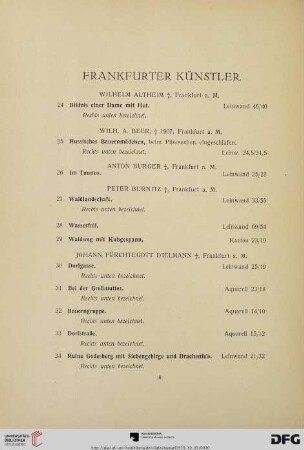 FRANKFURTER KÜNSTLER.
WILHELM ALTHEIM †, Frankfurt a. M.
24 Bildnis einer Dame mit Hut. Leinwand 48/40
Rechts unten bezeichnet.
WILH. A. BEER, † 1907, Frankfurt a. M.
25 Russisches Bauernmädchen, beim eingeschlafen.
Rechts unten bezeichnet. Leinw. 24,5/31,5
ANTON BURGER † Frankfurt a. M.
26 Im Taunus. Leinwand 25/22
PETER BURNITZ †, Frankfurt a. M.
27 Waldlandschaft. Leinwand 33/55
Rechts unten bezeichnet.
28 Wasserfall. Leinwand 66/54
29 Waldweg mit Kuhgespann. Karton 23/16
JOHANN FÜRCHTEGOTT DIELMANN †, Frankfurt a. M.
30 Dorfgasse. Leinwand 25/19
Rechts unten bezeichnet.
31 Bei der Großmutter. Aquarell 23/18
Rechts unten bezeichnet.
32 Bauerngruppe. Aquarell 14/10
Rechts unten bezeichnet.
33 Dorfstraße. Aquarell 15/12
Rechts unten bezeichnet.
34 Ruine Godesberg mit Siebengebirge und Drachenfels. Leinwand 21/32
Rechts unten bezeichnet.
UNIVERSITÄTS-
BIBLIOTHEK
HEIDELBERG
DFG